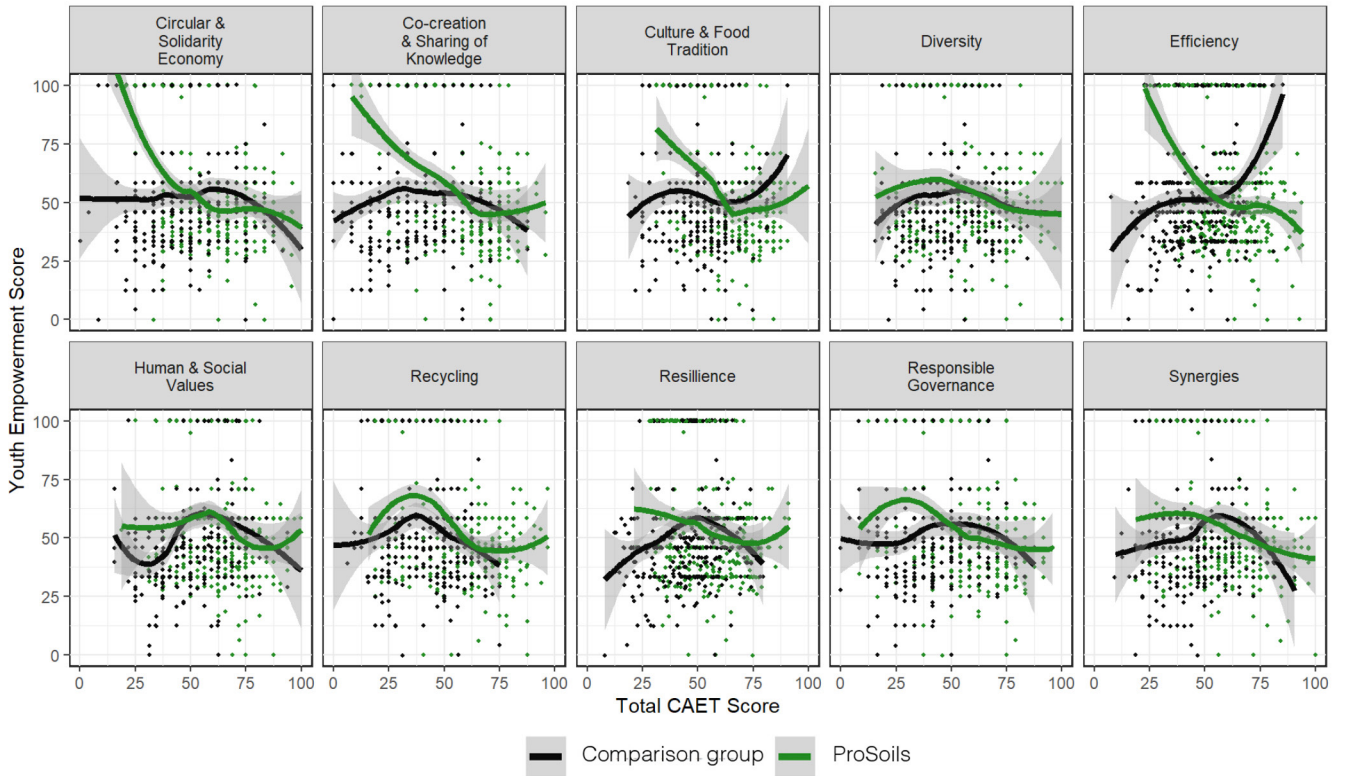 Circular &
Solidarity
Economy
Co-creation
& Sharing of
Knowledge
Culture & Food
Tradition
Diversity
Efficiency
100
75
50
25
0
Youth Empowerment Score
Human & Social
Values
Recycling
Resillience
Responsible
Governance
Synergies
100
75
50
25
0
0 25 50 75 100 0 25 50 75 100 0 25 50 75 100 0 25 50 75 100 0 25 50 75 100
Total CAET Score
Comparison group ProSoils